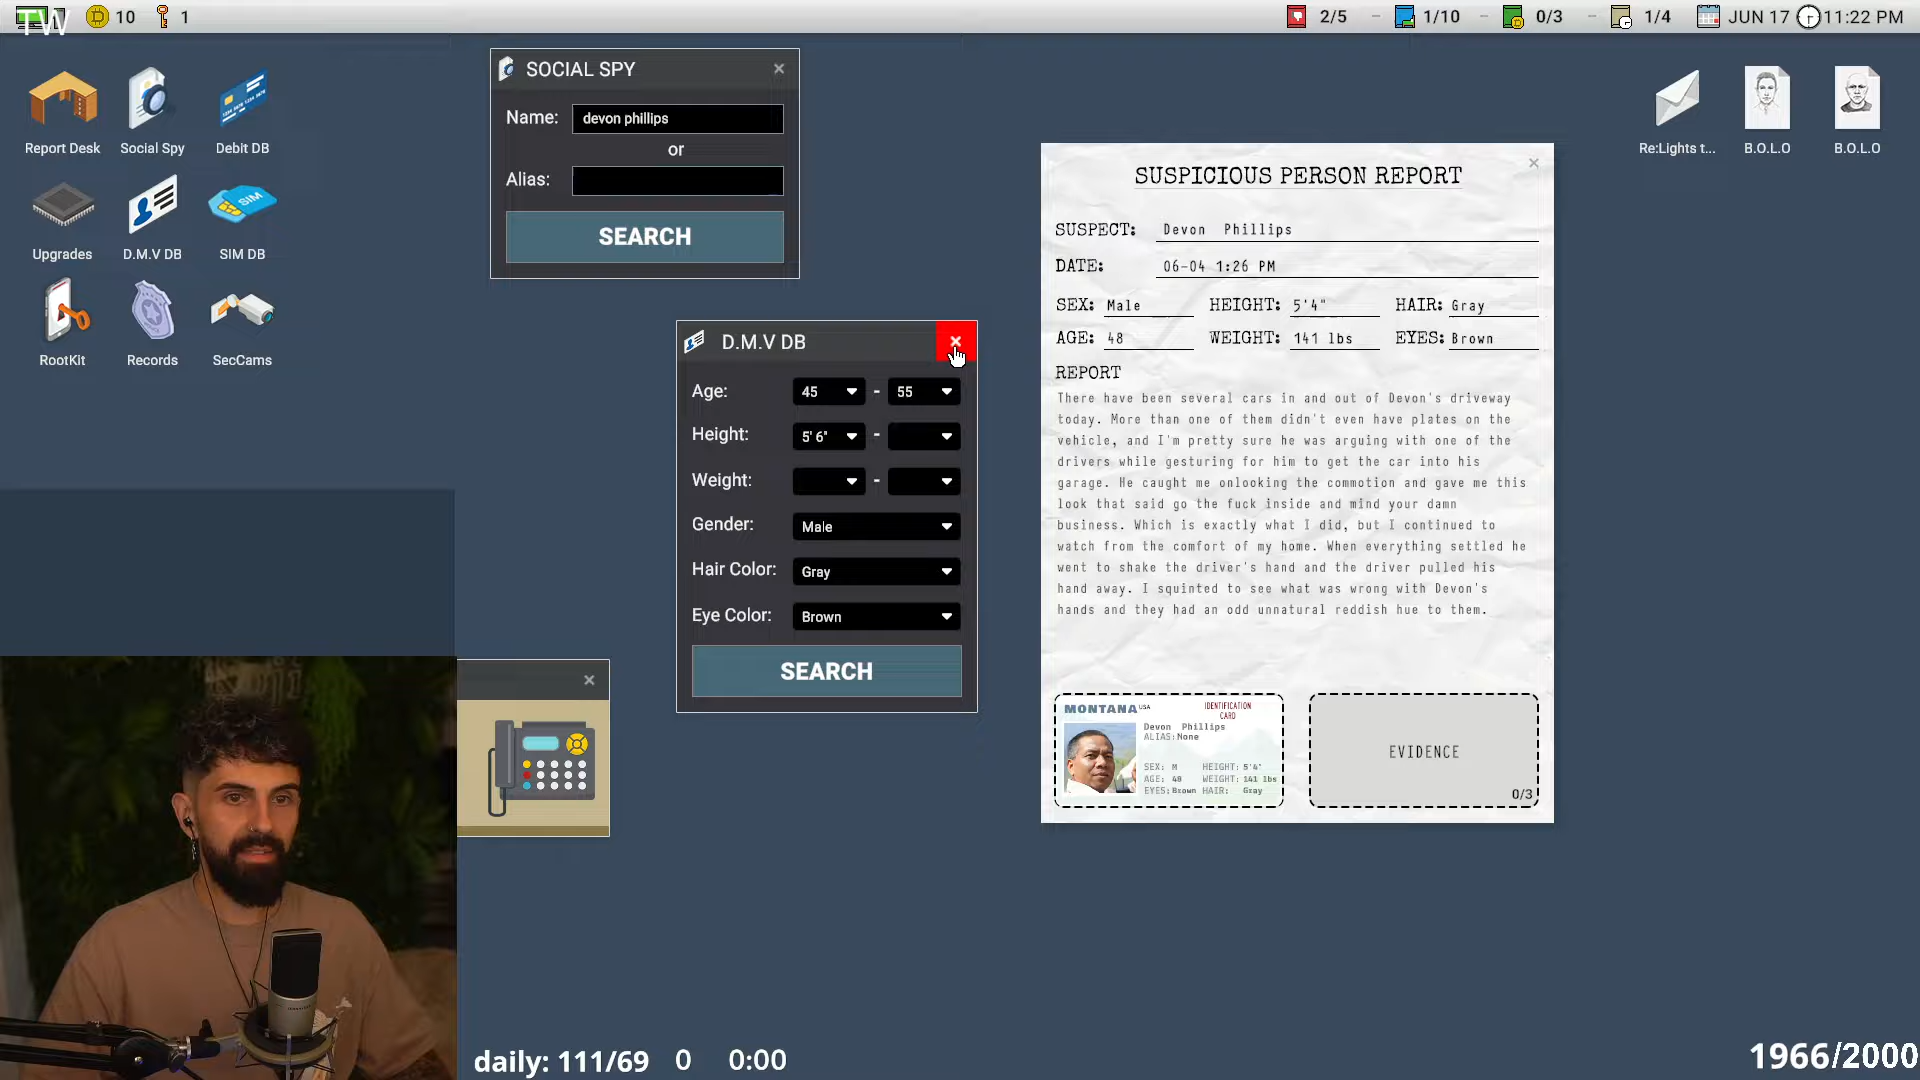 TW
10
1
2/5
1/10
0/3
1/4
JUN 17
11:22 PM
Report Desk
Social Spy
Debit DB
Upgrades
D.M.V DB
SIM DB
RootKit
Records
SecCams
Re:Lights t...
B.O.L.O
B.O.L.O
SOCIAL SPY
Name: devon phillips
or
Alias:
SEARCH
D.M.V DB
Age: 45 - 55
Height: 5' 6" -
Weight: -
Gender: Male
Hair Color: Gray
Eye Color: Brown
SEARCH
SUSPICIOUS PERSON REPORT
SUSPECT: Devon Phillips
DATE: 06-04 1:26 PM
SEX: Male HEIGHT: 5'4" HAIR: Gray
AGE: 48 WEIGHT: 141 lbs EYES: Brown
REPORT
There have been several cars in and out of Devon's driveway
today. More than one of them didn't even have plates on the
vehicle, and I'm pretty sure he was arguing with one of the
drivers while gesturing for him to get the car into his
garage. He caught me onlooking the commotion and gave me this
look that said go the fuck inside and mind your damn
business. Which is exactly what I did, but I continued to
watch from the comfort of my home. When everything settled he
went to shake the driver's hand and the driver pulled his
hand away. I squinted to see what was wrong with Devon's
hands and they had an odd unnatural reddish hue to them.
MONTANA USA IDENTIFICATION CARD
Devon Phillips
ALIAS: None
SEX: M HEIGHT: 5'4"
AGE: 48 WEIGHT: 141 lbs
EYES: Brown HAIR: Gray
EVIDENCE
0/3
daily: 111/69 0 0:00
1966/2000